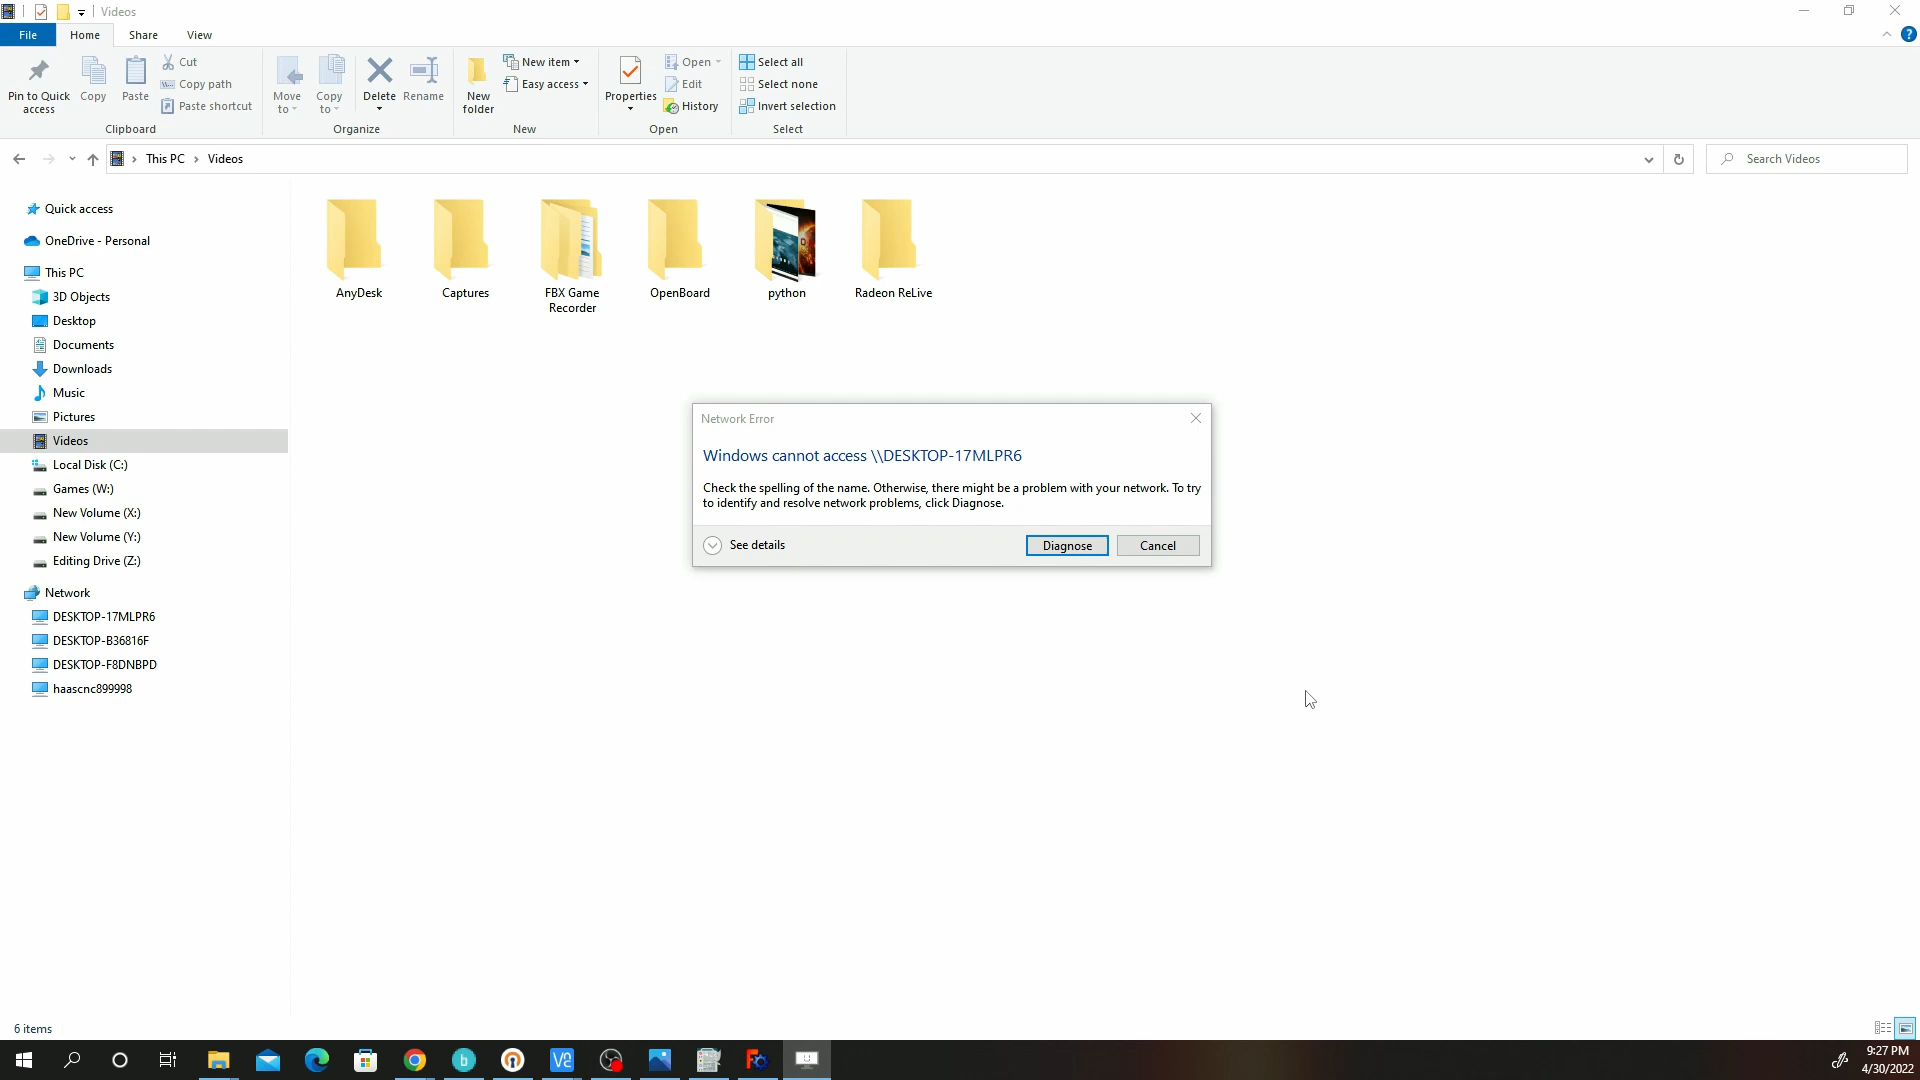 Videos
File Home Share View
Pin to Quick access
Copy
Paste
Cut
Copy path
Paste shortcut
Clipboard
Move to
Copy to
Delete
Rename
Organize
New folder
New item
Easy access
New
Properties
Open
Edit
History
Open
Select all
Select none
Invert selection
Select
This PC > Videos
Search Videos
Quick access
OneDrive - Personal
This PC
3D Objects
Desktop
Documents
Downloads
Music
Pictures
Videos
Local Disk (C:)
Games (W:)
New Volume (X:)
New Volume (Y:)
Editing Drive (Z:)
Network
DESKTOP-17MLPR6
DESKTOP-B36816F
DESKTOP-F8DNBPD
haascnc899998
AnyDesk
Captures
FBX Game
Recorder
OpenBoard
python
Radeon ReLive
Network Error
Windows cannot access \\DESKTOP-17MLPR6
Check the spelling of the name. Otherwise, there might be a problem with your network. To try
to identify and resolve network problems, click Diagnose.
See details
Diagnose
Cancel
6 items
9:27 PM
4/30/2022